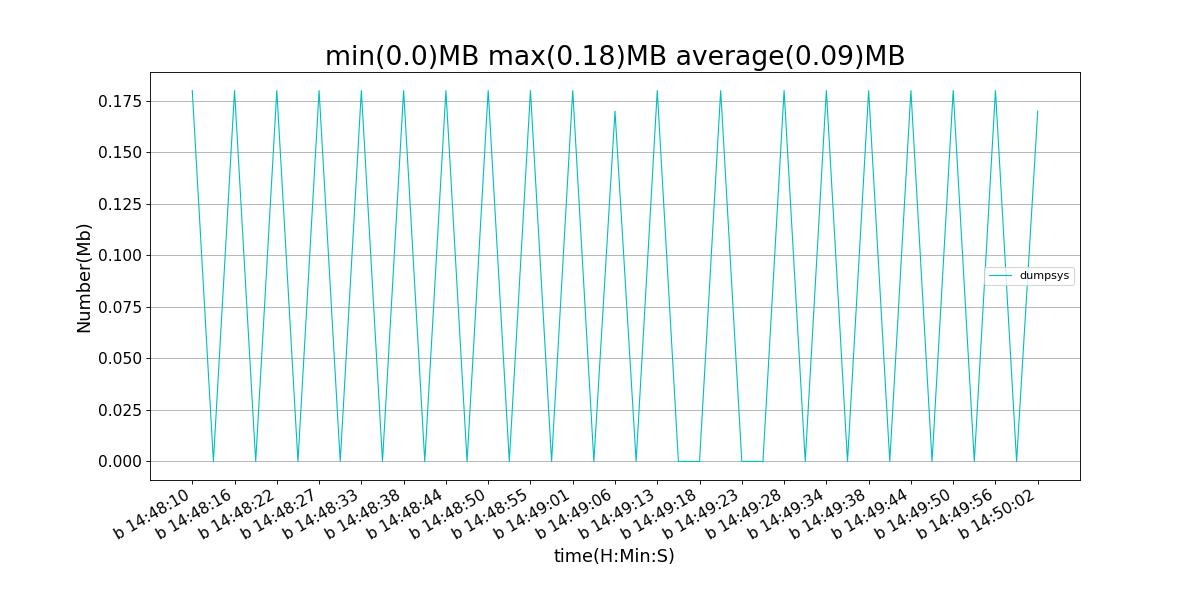 min(0.0)MB max(0.18)MB average(0.09)MB
0.175
0.150
0.125
0.100
0.075
0.050
0.025
0.000
Number(Mb)
dumpsys
b 14:48:10
b 14:48:16
b 14:48:22
b 14:48:27
b 14:48:33
b 14:48:38
b 14:48:44
b 14:48:50
b 14:48:55
b 14:49:01
b 14:49:06
b 14:49:13
b 14:49:18
b 14:49:23
b 14:49:28
b 14:49:34
b 14:49:38
b 14:49:44
b 14:49:50
b 14:49:56
b 14:50:02
time(H:Min:S)